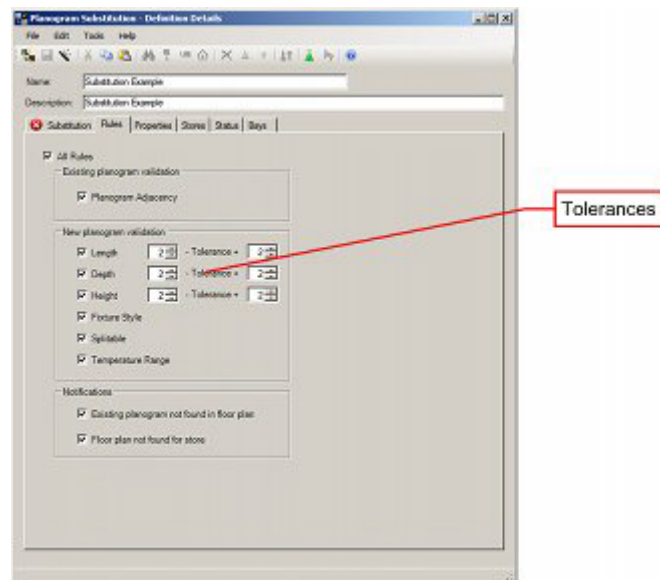 Planogram Substitution - Definition Details
File Edit Tools Help
Name: Substitution Example
Description: Substitution Example
Substitution Rules Properties Stores Status Bays
All Rules
Existing planogram validation
Planogram Adjacency
New planogram validation
Length 2 - Tolerance + 2
Depth 2 - Tolerance + 2
Height 2 - Tolerance + 2
Fixture Style
Splitable
Temperature Range
Notifications
Existing planogram not found in floor plan
Floor plan not found for store
Tolerances